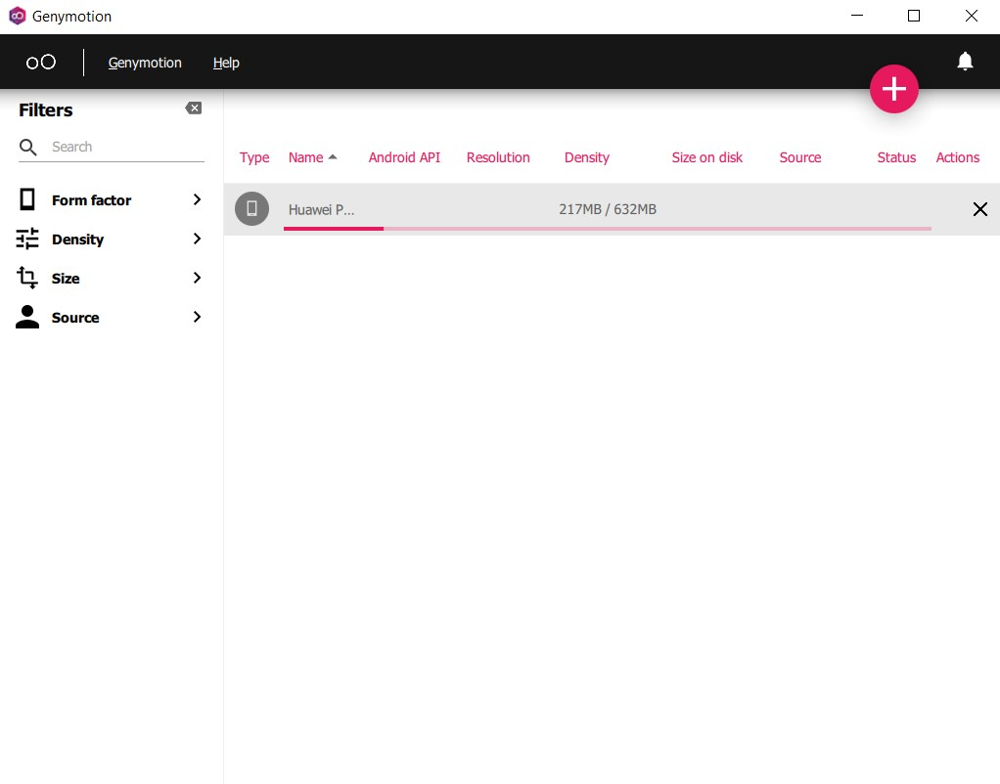 Genymotion
Genymotion Help
Filters
Search
Form factor
Density
Size
Source
Type Name Android API Resolution Density Size on disk Source Status Actions
Huawei P... 217MB / 632MB